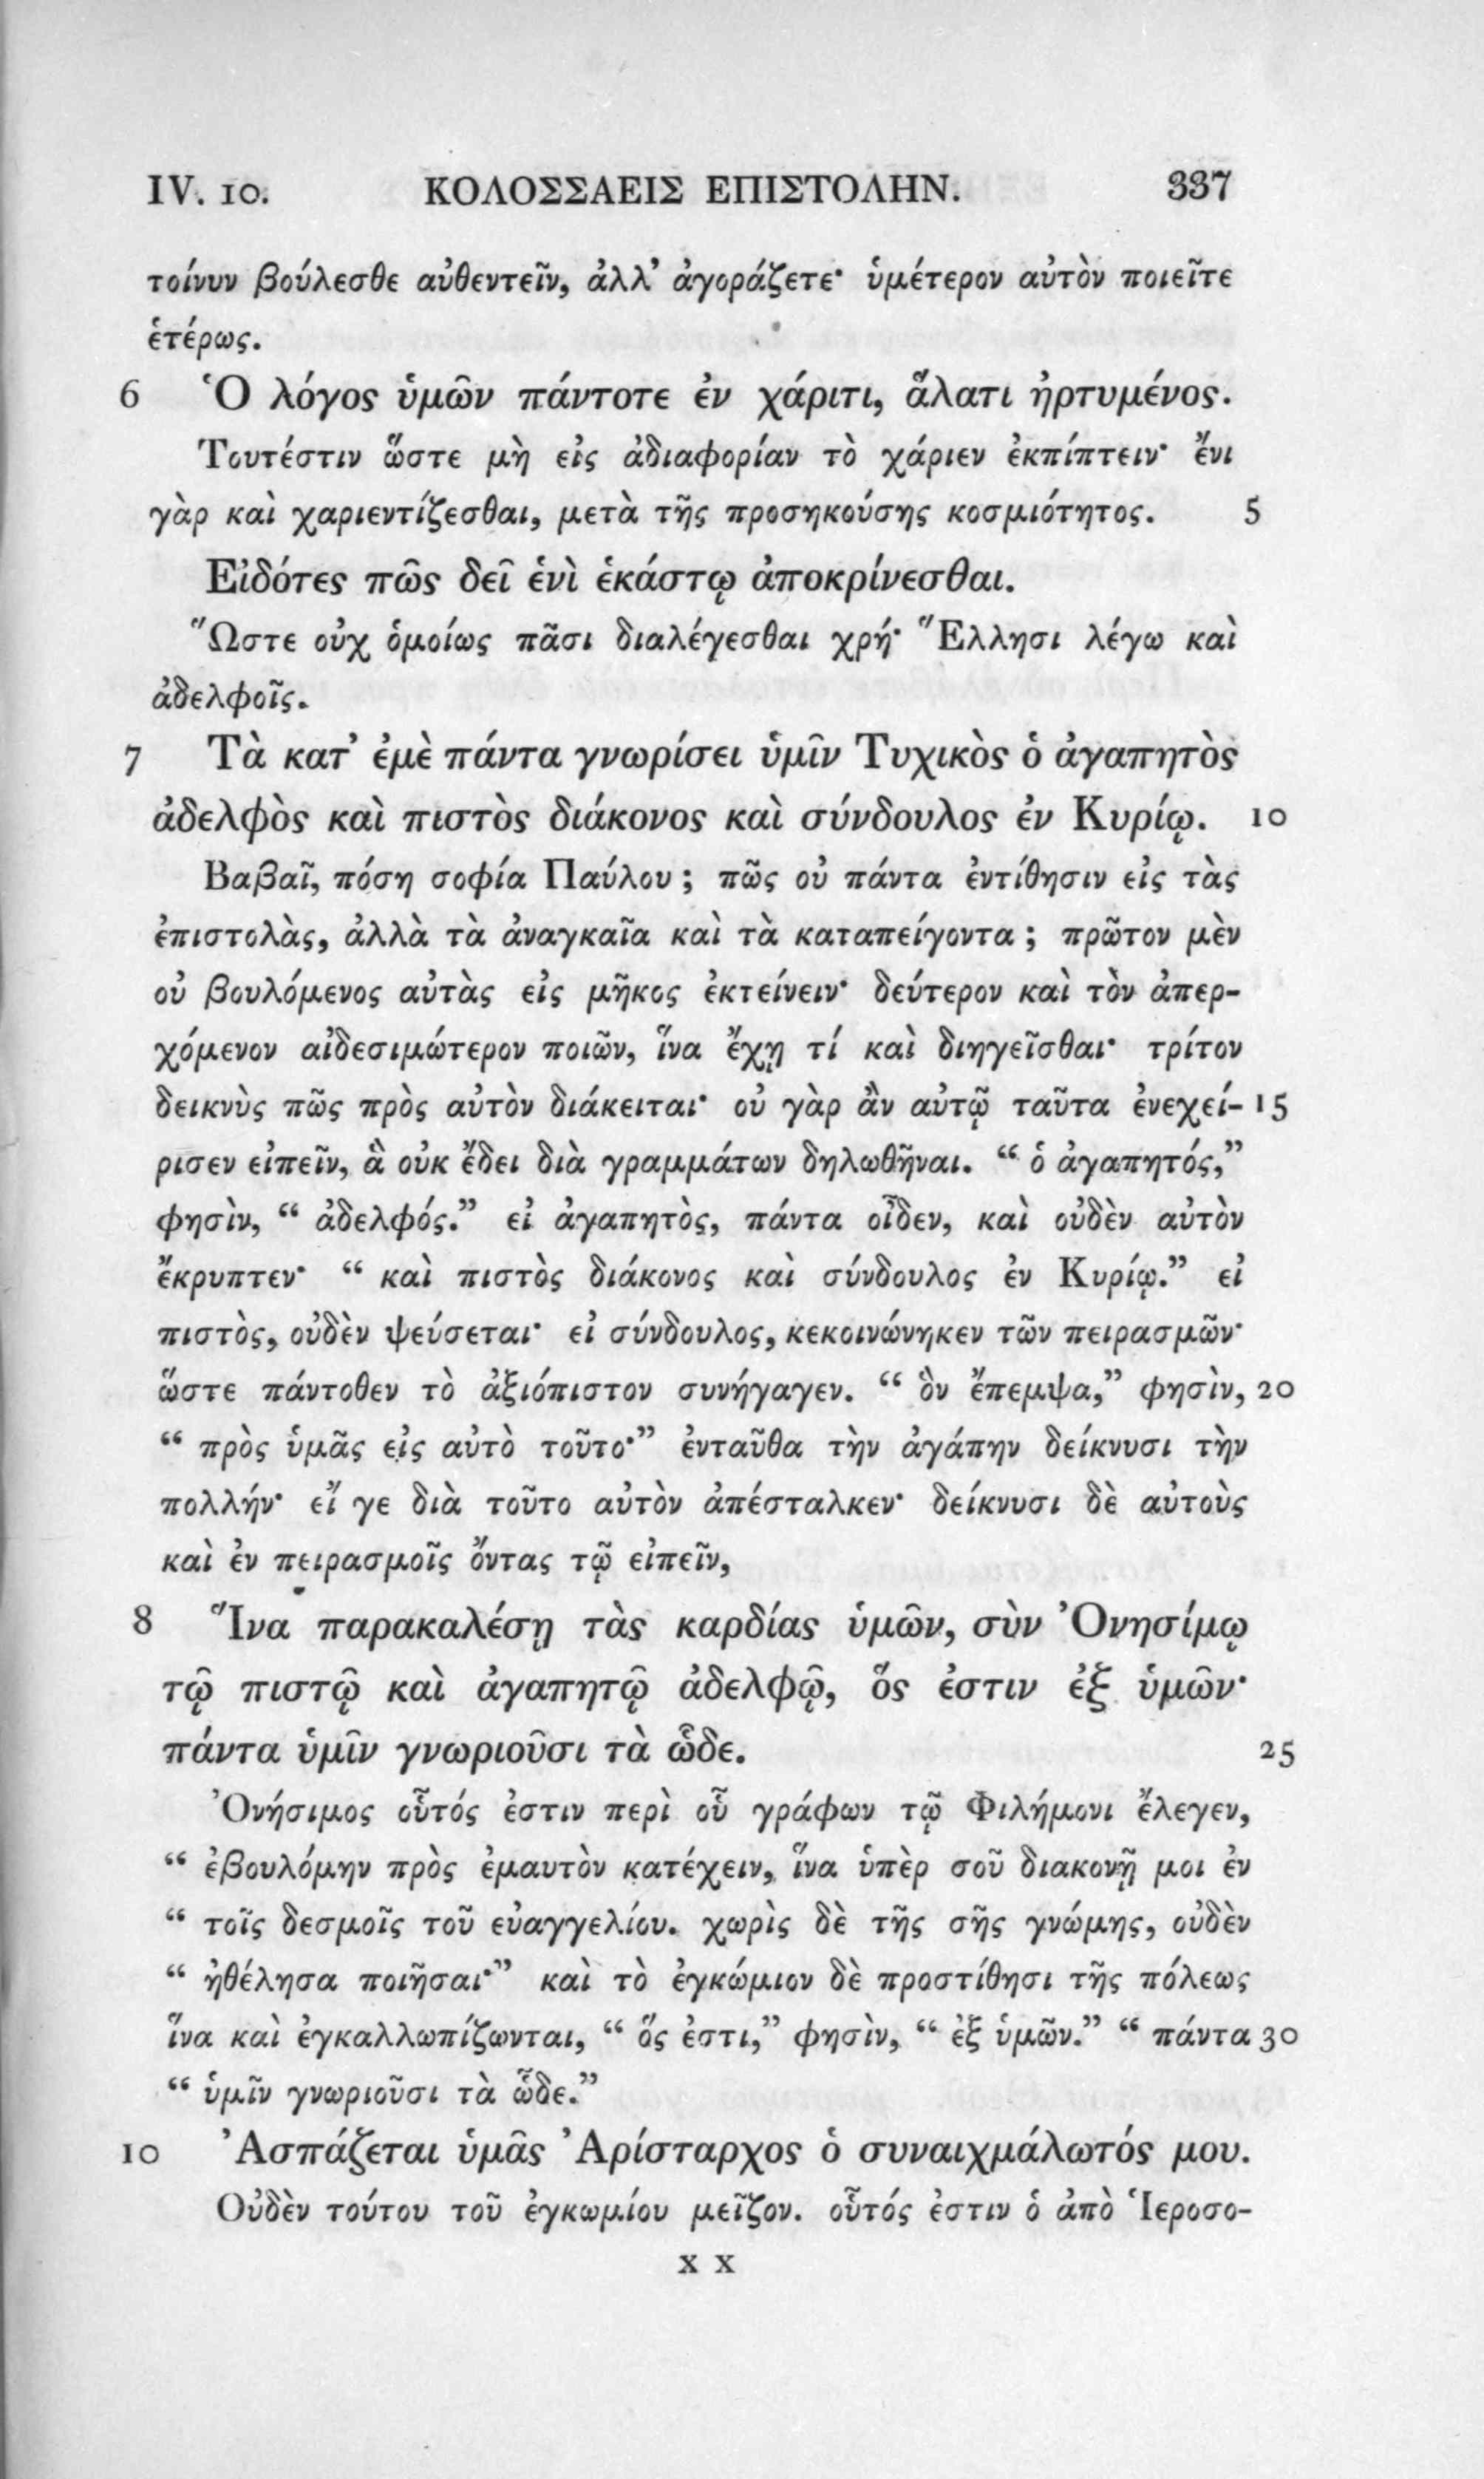 IV. 10. ΚΟΛΟΣΣΑΕΙΣ ΕΠΙΣΤΟΛΗΝ. 337
τοίνυν βούλεσθε αὐθεντεῖν, ἀλλ' ἀγοράζετε· ὑμέτερον αὐτὸν ποιεῖτε
ἑτέρως.
6 Ὁ λόγος ὑμῶν πάντοτε ἐν χάριτι, ἅλατι ἠρτυμένος.
Τουτέστιν ὥστε μὴ εἰς ἀδιαφορίαν τὸ χάριεν ἐκπίπτειν· ἔνι
γὰρ καὶ χαριεντίζεσθαι, μετὰ τῆς προσηκούσης κοσμιότητος. 5
Εἰδότες πῶς δεῖ ἑνὶ ἑκάστῳ ἀποκρίνεσθαι.
Ὥστε οὐχ ὁμοίως πᾶσι διαλέγεσθαι χρή· Ἕλλησι λέγω καὶ
ἀδελφοῖς.
7 Τὰ κατ' ἐμὲ πάντα γνωρίσει ὑμῖν Τυχικὸς ὁ ἀγαπητὸς
ἀδελφὸς καὶ πιστὸς διάκονος καὶ σύνδουλος ἐν Κυρίῳ. 10
Βαβαῖ, πόση σοφία Παύλου ; πῶς οὐ πάντα ἐντίθησιν εἰς τὰς
ἐπιστολὰς, ἀλλὰ τὰ ἀναγκαῖα καὶ τὰ καταπείγοντα ; πρῶτον μὲν
οὐ βουλόμενος αὐτὰς εἰς μῆκος ἐκτείνειν· δεύτερον καὶ τὸν ἀπερ-
χόμενον αἰδεσιμώτερον ποιῶν, ἵνα ἔχῃ τί καὶ διηγεῖσθαι· τρίτον
δεικνὺς πῶς πρὸς αὐτὸν διάκειται· οὐ γὰρ ἂν αὐτῷ ταῦτα ἐνεχεί- 15
ρισεν εἰπεῖν, ἃ οὐκ ἔδει διὰ γραμμάτων δηλωθῆναι. “ ὁ ἀγαπητός,”
φησὶν, “ ἀδελφός.” εἰ ἀγαπητὸς, πάντα οἶδεν, καὶ οὐδὲν αὐτὸν
ἔκρυπτεν· “ καὶ πιστὸς διάκονος καὶ σύνδουλος ἐν Κυρίῳ.” εἰ
πιστὸς, οὐδὲν ψεύσεται· εἰ σύνδουλος, κεκοινώνηκεν τῶν πειρασμῶν·
ὥστε πάντοθεν τὸ ἀξιόπιστον συνήγαγεν. “ ὃν ἔπεμψα,” φησὶν, 20
“ πρὸς ὑμᾶς εἰς αὐτὸ τοῦτο·” ἐνταῦθα τὴν ἀγάπην δείκνυσι τὴν
πολλήν· εἴ γε διὰ τοῦτο αὐτὸν ἀπέσταλκεν· δείκνυσι δὲ αὐτοὺς
καὶ ἐν πειρασμοῖς ὄντας τῷ εἰπεῖν,
8 Ἵνα παρακαλέσῃ τὰς καρδίας ὑμῶν, σὺν Ὀνησίμῳ
τῷ πιστῷ καὶ ἀγαπητῷ ἀδελφῷ, ὅς ἐστιν ἐξ ὑμῶν·
πάντα ὑμῖν γνωριοῦσι τὰ ὧδε. 25
Ὀνήσιμος οὗτός ἐστιν περὶ οὗ γράφων τῷ Φιλήμονι ἔλεγεν,
“ ἐβουλόμην πρὸς ἐμαυτὸν κατέχειν, ἵνα ὑπὲρ σοῦ διακονῇ μοι ἐν
“ τοῖς δεσμοῖς τοῦ εὐαγγελίου. χωρὶς δὲ τῆς σῆς γνώμης, οὐδὲν
“ ἠθέλησα ποιῆσαι·” καὶ τὸ ἐγκώμιον δὲ προστίθησι τῆς πόλεως
ἵνα καὶ ἐγκαλλωπίζωνται, “ ὅς ἐστι,” φησὶν, “ ἐξ ὑμῶν.” “ πάντα 30
“ ὑμῖν γνωριοῦσι τὰ ὧδε.”
10 Ἀσπάζεται ὑμᾶς Ἀρίσταρχος ὁ συναιχμάλωτός μου.
Οὐδὲν τούτου τοῦ ἐγκωμίου μεῖζον. οὗτός ἐστιν ὁ ἀπὸ Ἱεροσο-
X X